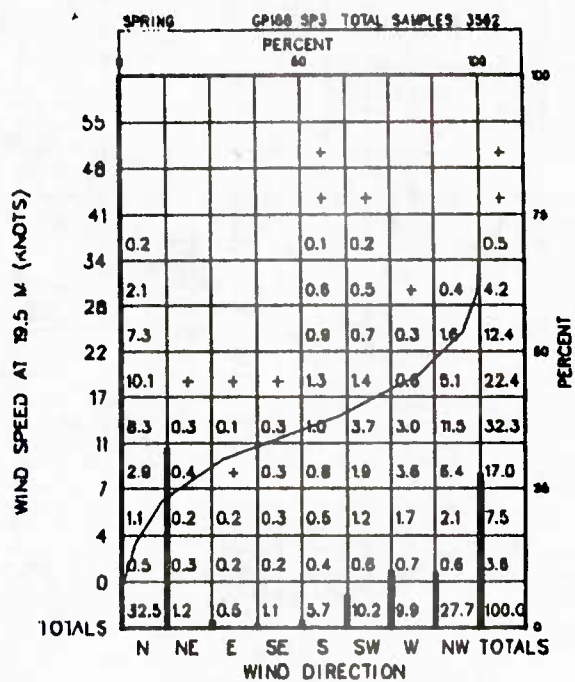 SPRING GP188 SP3 TOTAL SAMPLES 3542
PERCENT
0 50 100
100
55
+ +
48
+ + +
41
75
0.2 0.1 0.2 0.5
34
2.1 0.6 0.5 + 0.4 4.2
28
7.3 0.9 0.7 0.3 1.6 12.4
22
50
10.1 + + + 1.3 1.4 0.6 5.1 22.4
17
8.3 0.3 0.1 0.3 1.0 3.7 3.0 11.5 32.3
11
2.9 0.4 + 0.3 0.8 1.9 3.6 6.4 17.0
7
25
1.1 0.2 0.2 0.3 0.6 1.2 1.7 2.1 7.5
4
0.5 0.3 0.2 0.2 0.4 0.6 0.7 0.6 3.8
0
32.5 1.2 0.6 1.1 5.7 10.2 9.9 27.7 100.0
0
TOTALS
N NE E SE S SW W NW TOTALS
WIND DIRECTION
WIND SPEED AT 19.5 M (KNOTS)
PERCENT